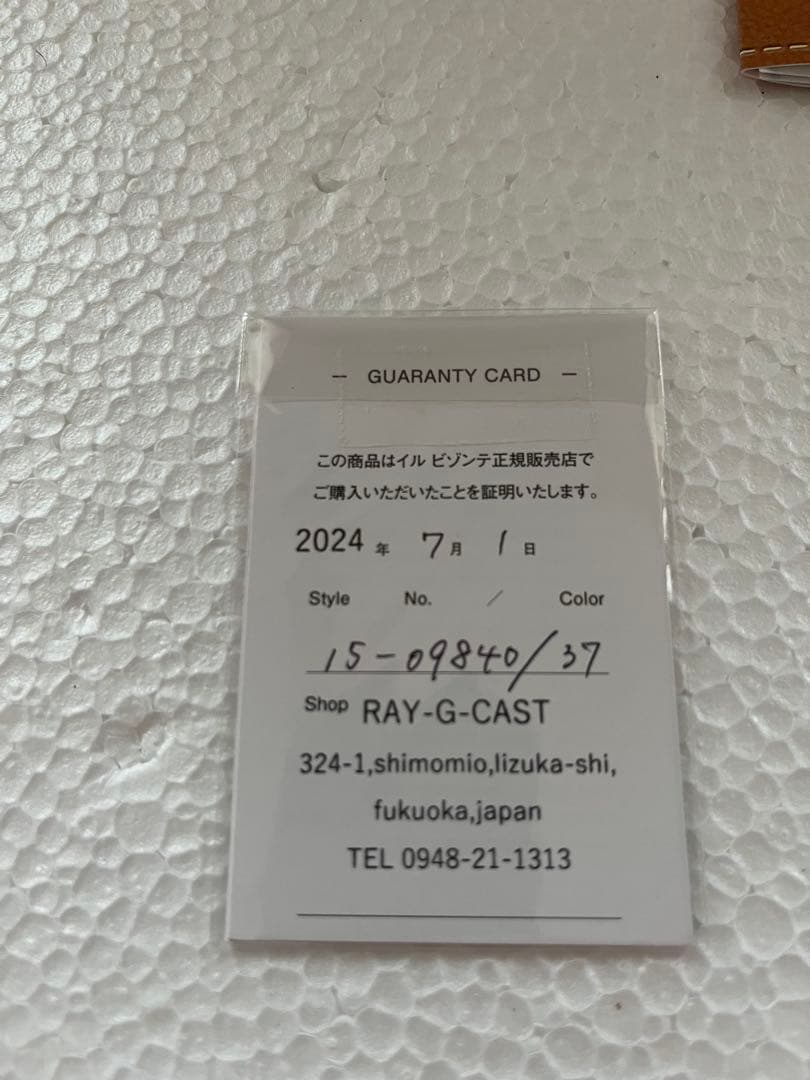 — GUARANTY CARD —
この商品はイル ビゾンテ正規販売店で
ご購入いただいたことを証明いたします。
2024 年 7 月 1 日
Style No. / Color
15-09840/37
Shop RAY-G-CAST
324-1,shimomio,Iizuka-shi,
fukuoka,japan
TEL 0948-21-1313